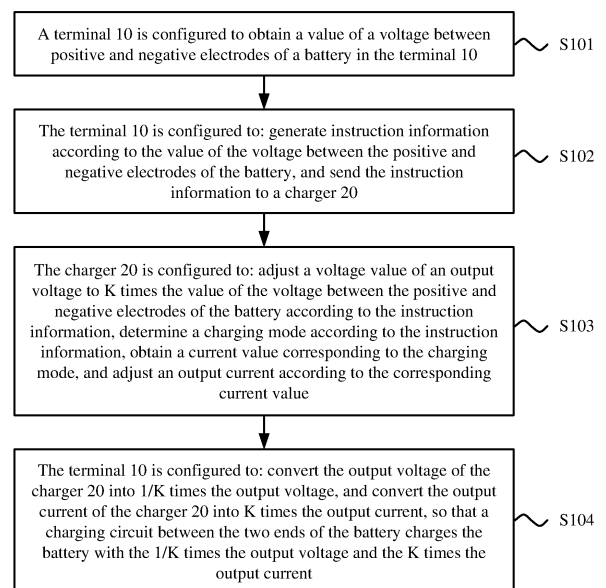 A terminal 10 is configured to obtain a value of a voltage between
positive and negative electrodes of a battery in the terminal 10
S101
The terminal 10 is configured to: generate instruction information
according to the value of the voltage between the positive and
negative electrodes of the battery, and send the instruction
information to a charger 20
S102
The charger 20 is configured to: adjust a voltage value of an output
voltage to K times the value of the voltage between the positive and
negative electrodes of the battery according to the instruction
information, determine a charging mode according to the instruction
information, obtain a current value corresponding to the charging
mode, and adjust an output current according to the corresponding
current value
S103
The terminal 10 is configured to: convert the output voltage of the
charger 20 into 1/K times the output voltage, and convert the output
current of the charger 20 into K times the output current, so that a
charging circuit between the two ends of the battery charges the
battery with the 1/K times the output voltage and the K times the
output current
S104